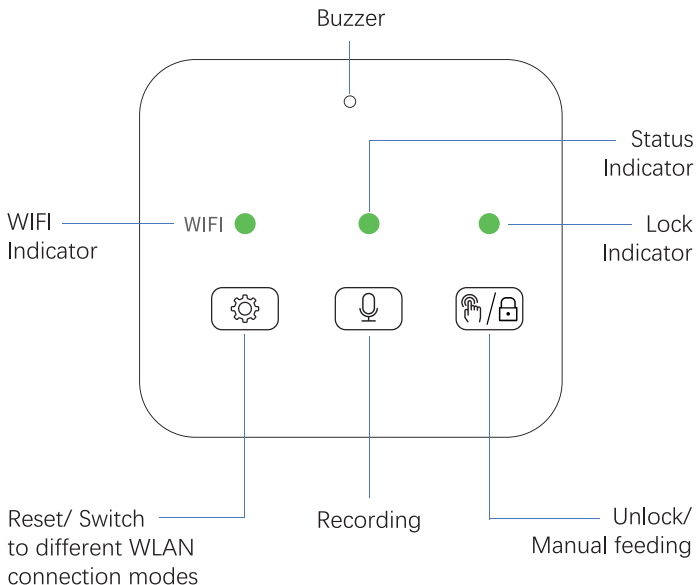 Buzzer
Status
Indicator
WIFI
Indicator
WIFI
Lock
Indicator
Reset/ Switch
to different WLAN
connection modes
Recording
Unlock/
Manual feeding